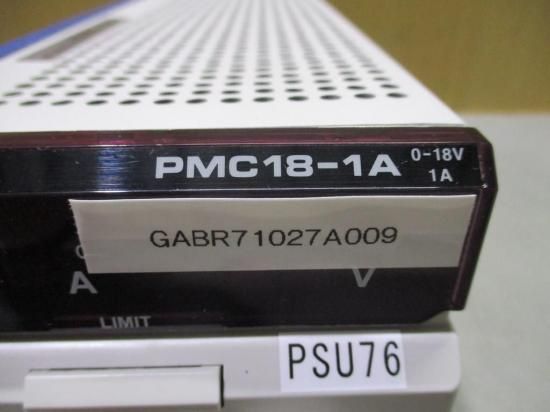 PMC18-1A 0-18V
1A
GABR71027A009
A V
LIMIT
PSU76